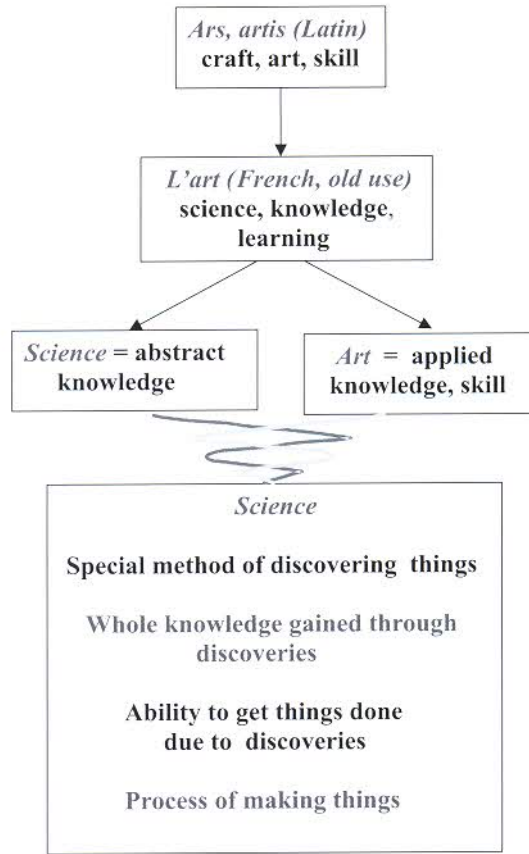 Ars, artis (Latin)
craft, art, skill
L'art (French, old use)
science, knowledge,
learning
Science = abstract
knowledge
Art = applied
knowledge, skill
Science
Special method of discovering things
Whole knowledge gained through
discoveries
Ability to get things done
due to discoveries
Process of making things